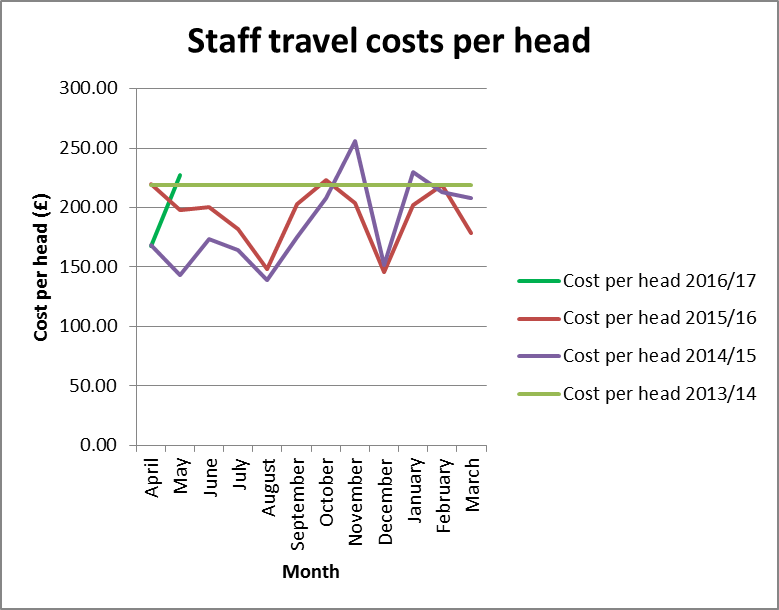 Staff travel costs per head
300.00
250.00
200.00
150.00
100.00
50.00
0.00
Cost per head (£)
April
May
June
July
August
September
October
November
December
January
February
March
Month
Cost per head 2016/17
Cost per head 2015/16
Cost per head 2014/15
Cost per head 2013/14